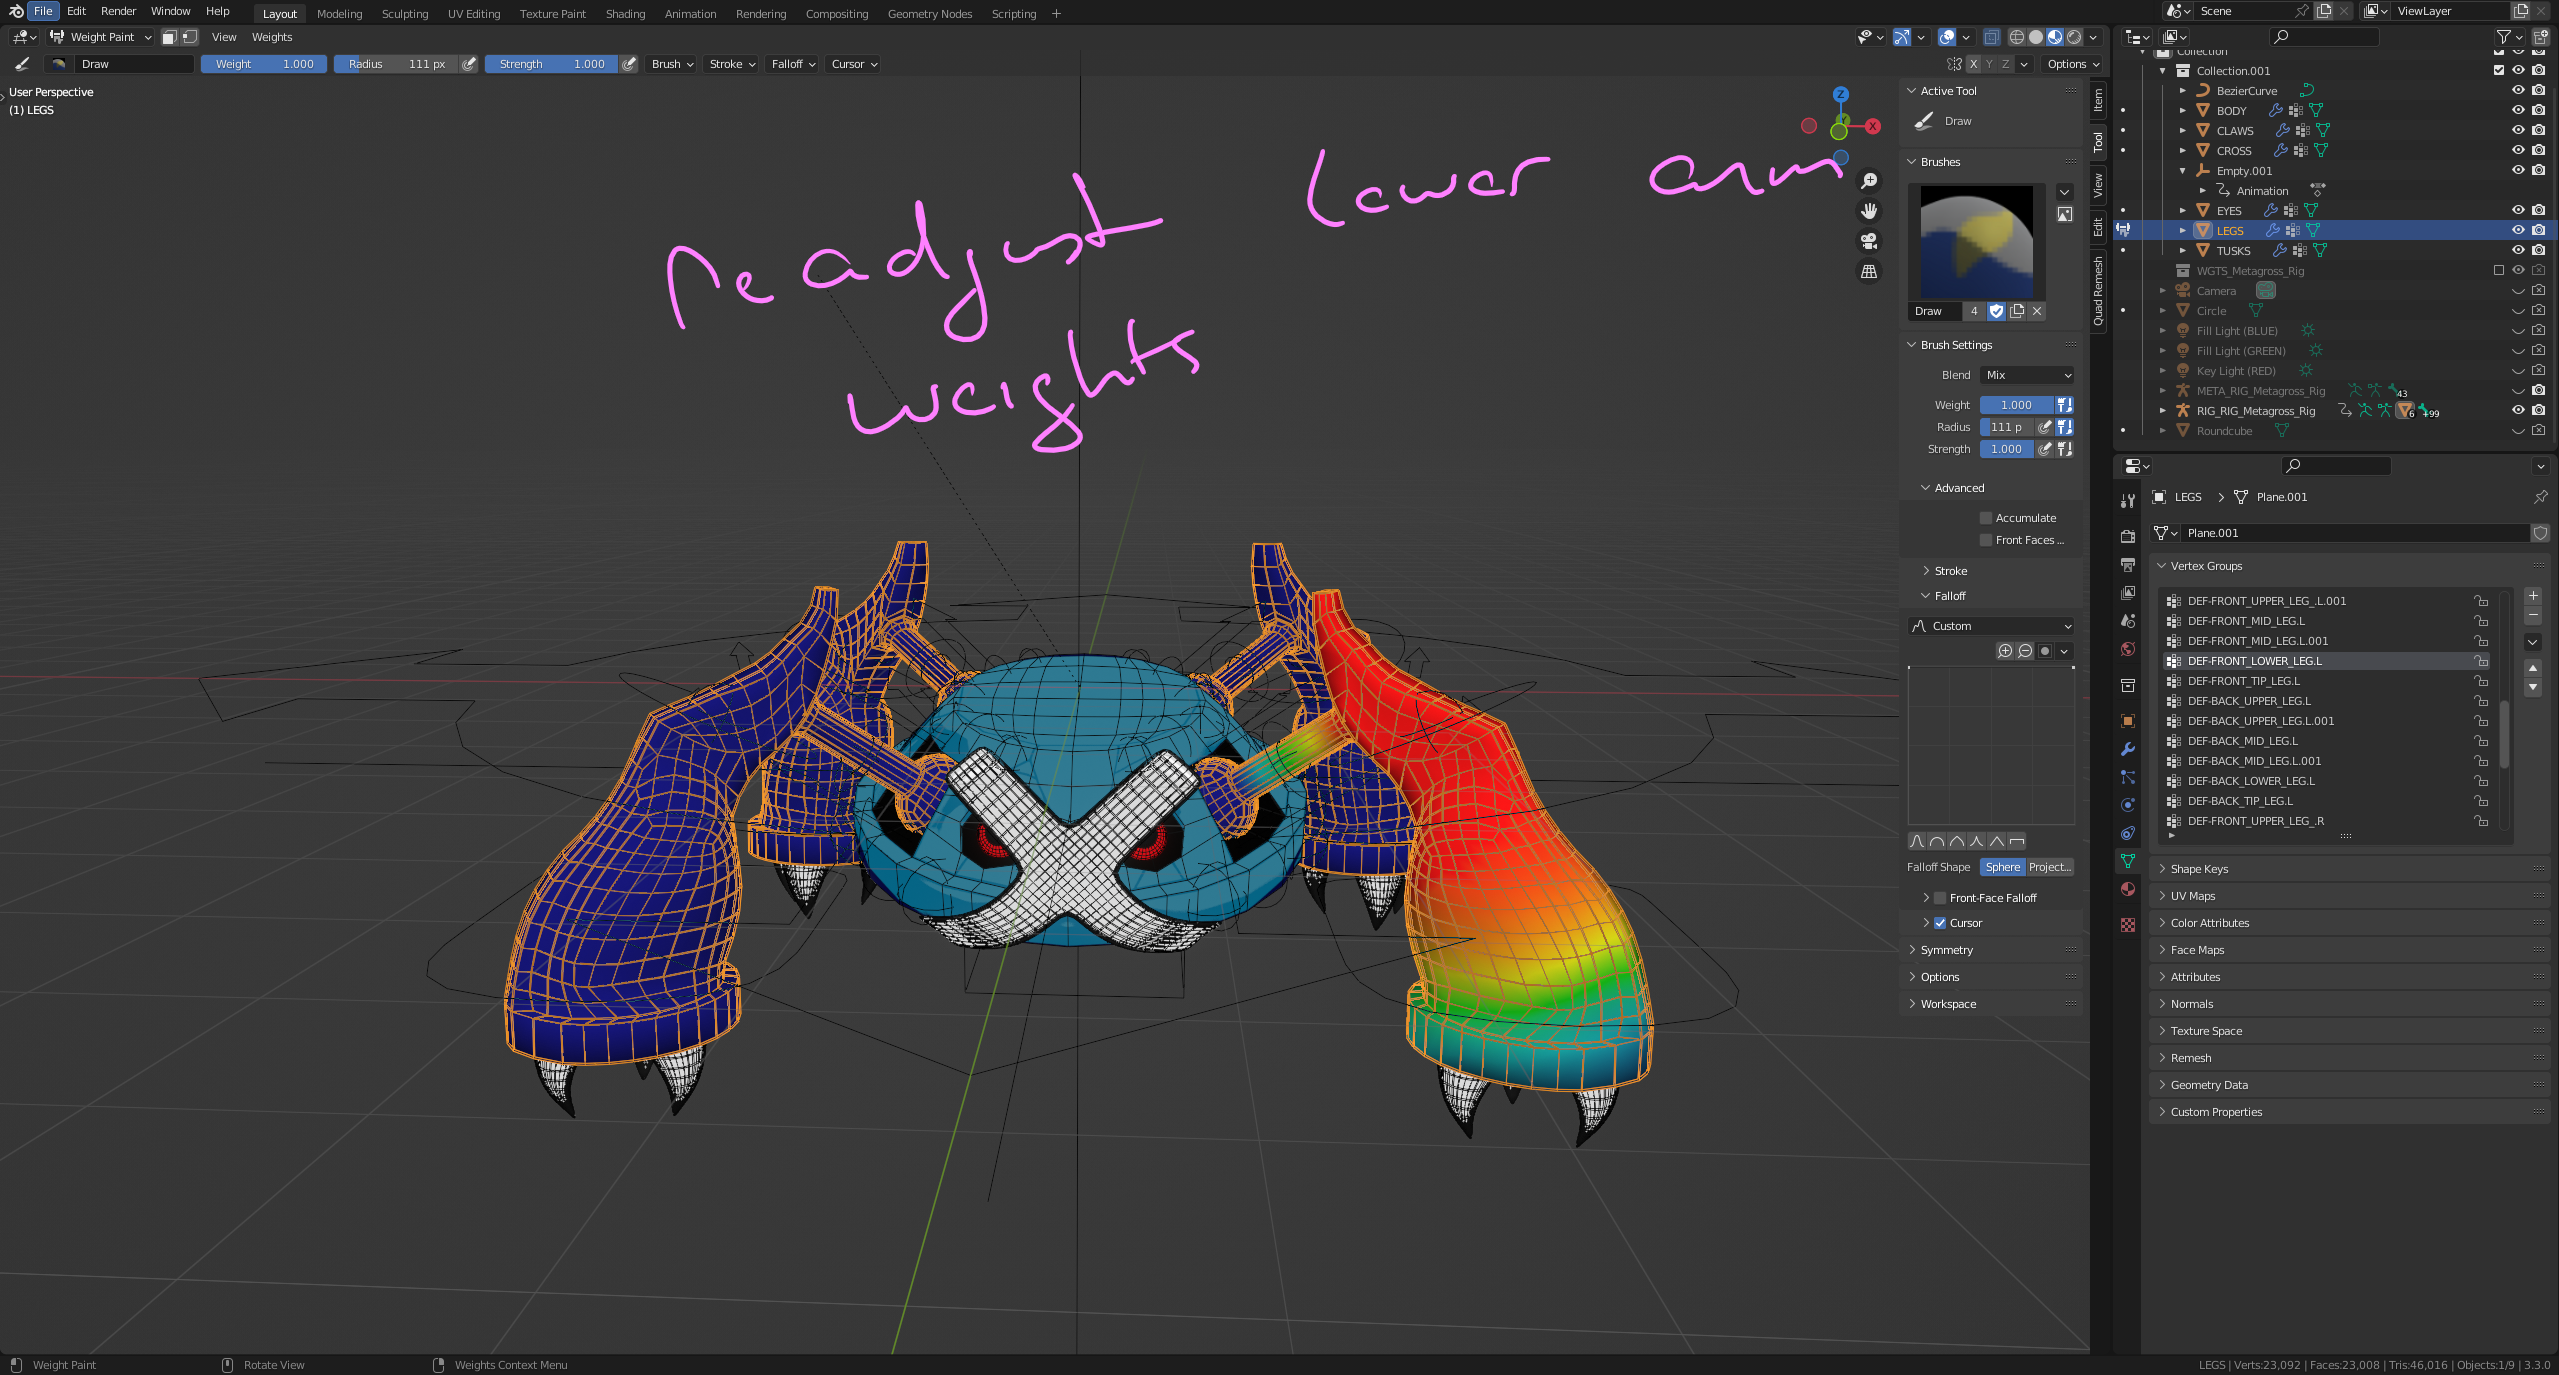 File Edit Render Window Help Layout Modeling Sculpting UV Editing Texture Paint Shading Animation Rendering Compositing Geometry Nodes Scripting + Scene ViewLayer
Weight Paint View Weights
Draw Weight 1.000 Radius 111 px Strength 1.000 Brush Stroke Falloff Cursor X Y Z Options
User Perspective
(1) LEGS
readjust lower arm
weights
Z
X
Item
Tool
View
Edit
Quad Remesh
Active Tool
Draw
Brushes
Draw 4
Brush Settings
Blend Mix
Weight 1.000
Radius 111 p
Strength 1.000
Advanced
Accumulate
Front Faces ...
Stroke
Falloff
Custom
Falloff Shape Sphere Project...
Front-Face Falloff
Cursor
Symmetry
Options
Workspace
Collection
Collection.001
BezierCurve
BODY
CLAWS
CROSS
Empty.001
Animation
EYES
LEGS
TUSKS
WGTS_Metagross_Rig
Camera
Circle
Fill Light (BLUE)
Fill Light (GREEN)
Key Light (RED)
META_RIG_Metagross_Rig 43
RIG_RIG_Metagross_Rig 6 +99
Roundcube
LEGS > Plane.001
Plane.001
Vertex Groups
DEF-FRONT_UPPER_LEG_.L.001
DEF-FRONT_MID_LEG.L
DEF-FRONT_MID_LEG.L.001
DEF-FRONT_LOWER_LEG.L
DEF-FRONT_TIP_LEG.L
DEF-BACK_UPPER_LEG.L
DEF-BACK_UPPER_LEG.L.001
DEF-BACK_MID_LEG.L
DEF-BACK_MID_LEG.L.001
DEF-BACK_LOWER_LEG.L
DEF-BACK_TIP_LEG.L
DEF-FRONT_UPPER_LEG_.R
Shape Keys
UV Maps
Color Attributes
Face Maps
Attributes
Normals
Texture Space
Remesh
Geometry Data
Custom Properties
Weight Paint Rotate View Weights Context Menu LEGS | Verts:23,092 | Faces:23,008 | Tris:46,016 | Objects:1/9 | 3.3.0